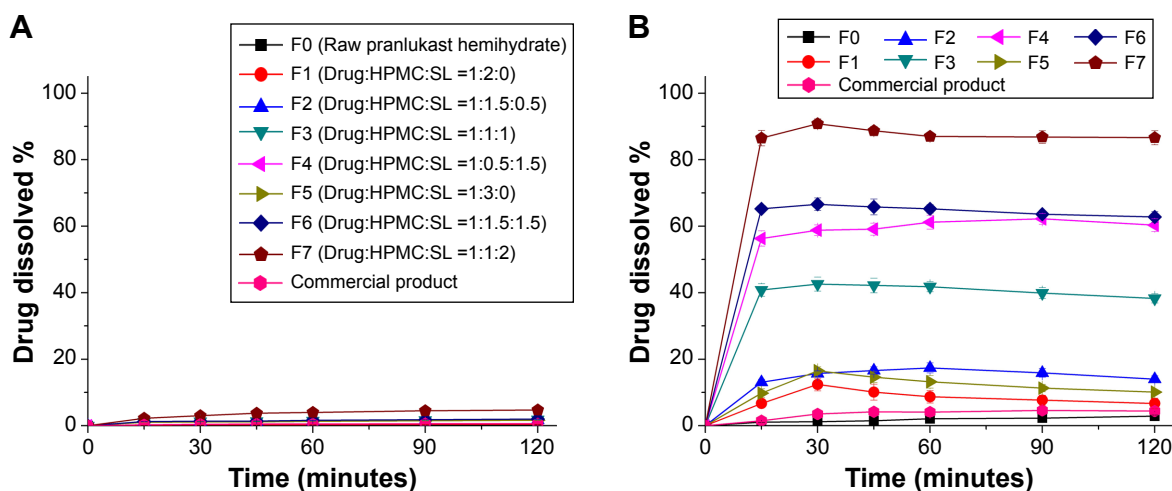 A
F0 (Raw pranlukast hemihydrate)
F1 (Drug:HPMC:SL =1:2:0)
F2 (Drug:HPMC:SL =1:1.5:0.5)
F3 (Drug:HPMC:SL =1:1:1)
F4 (Drug:HPMC:SL =1:0.5:1.5)
F5 (Drug:HPMC:SL =1:3:0)
F6 (Drug:HPMC:SL =1:1.5:1.5)
F7 (Drug:HPMC:SL =1:1:2)
Commercial product
Drug dissolved %
100
80
60
40
20
0
0 30 60 90 120
Time (minutes)
B
F0 F2 F4 F6
F1 F3 F5 F7
Commercial product
Drug dissolved %
100
80
60
40
20
0
0 30 60 90 120
Time (minutes)